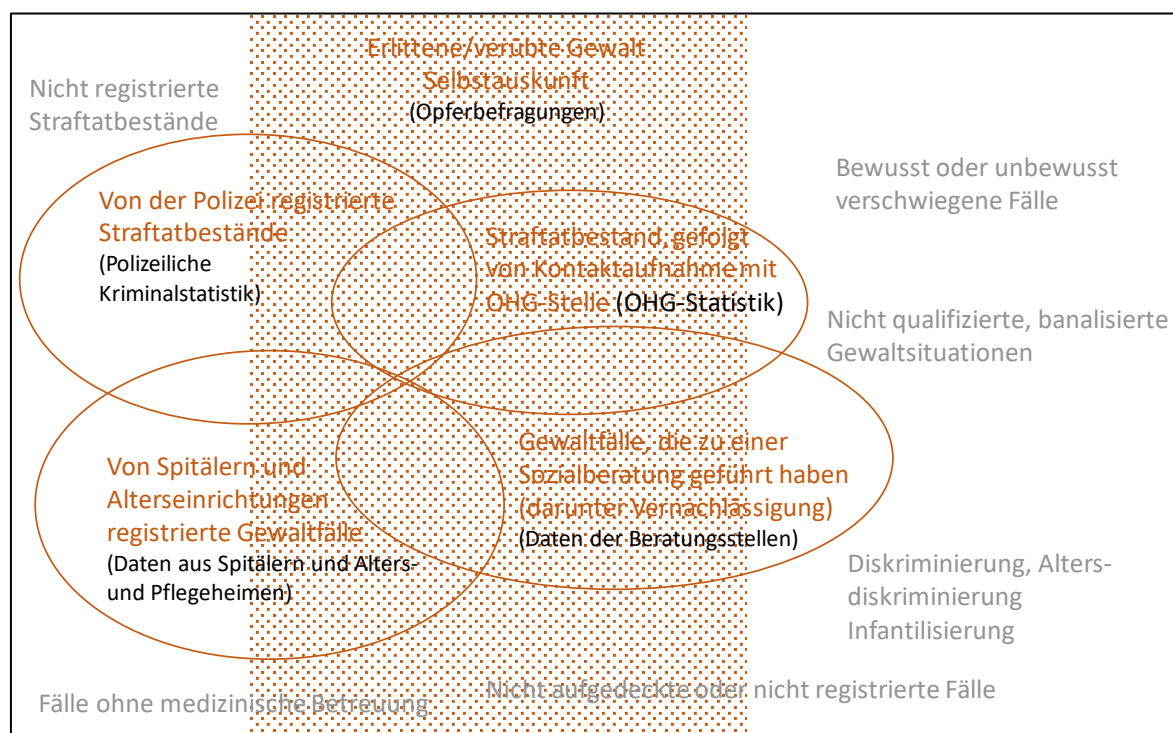 Erlittene/verübte Gewalt
Selbstauskunft
(Opferbefragungen)
Nicht registrierte
Straftatbestände
Bewusst oder unbewusst
verschwiegene Fälle
Von der Polizei registrierte
Straftatbestände
(Polizeiliche
Kriminalstatistik)
Straftatbestand, gefolgt
von Kontaktaufnahme mit
OHG-Stelle (OHG-Statistik)
Nicht qualifizierte, banalisierte
Gewaltsituationen
Von Spitälern und
Alterseinrichtungen
registrierte Gewaltfälle
(Daten aus Spitälern und Alters-
und Pflegeheimen)
Gewaltfälle, die zu einer
Sozialberatung geführt haben
(darunter Vernachlässigung)
(Daten der Beratungsstellen)
Diskriminierung, Alters-
diskriminierung
Infantilisierung
Fälle ohne medizinische Betreuung
Nicht aufgedeckte oder nicht registrierte Fälle